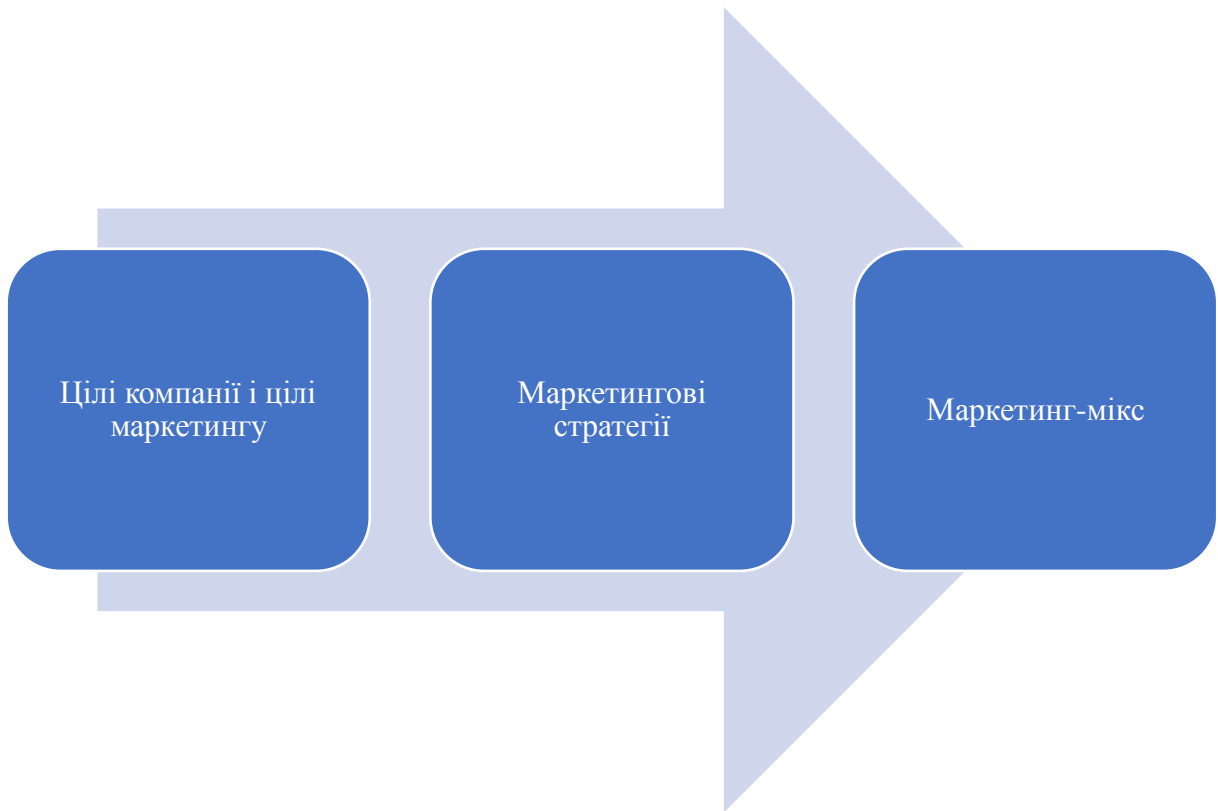 Цілі компанії і цілі
маркетингу
Маркетингові
стратегії
Маркетинг-мікс